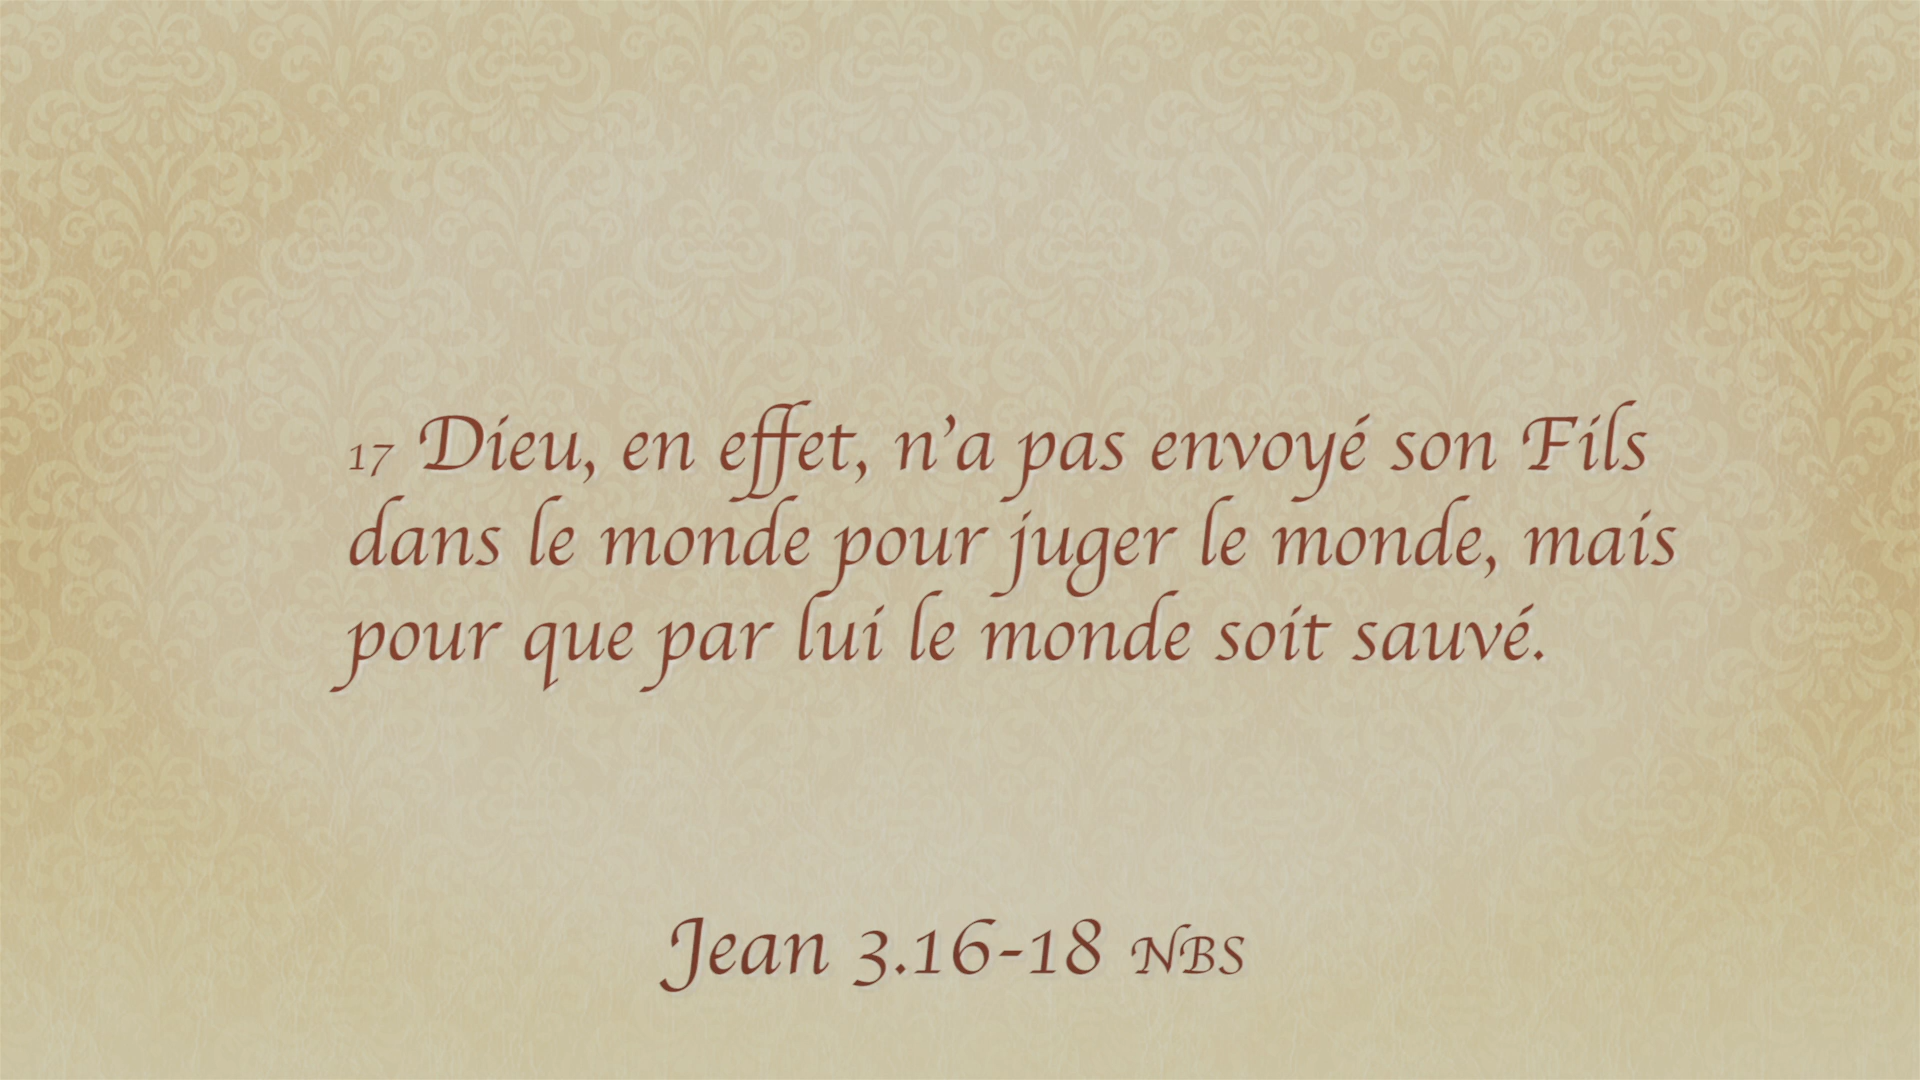 17 Dieu, en effet, n’a pas envoyé son Fils
dans le monde pour juger le monde, mais
pour que par lui le monde soit sauvé.
Jean 3.16-18 NBS